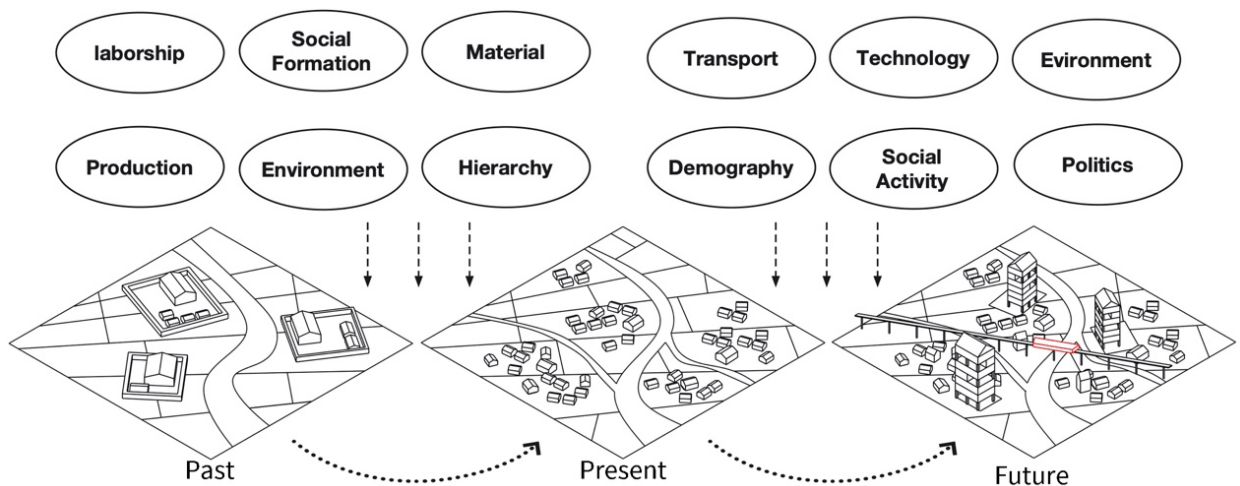 laborship
Social
Formation
Material
Transport
Technology
Evironment
Production
Environment
Hierarchy
Demography
Social
Activity
Politics
Past
Present
Future